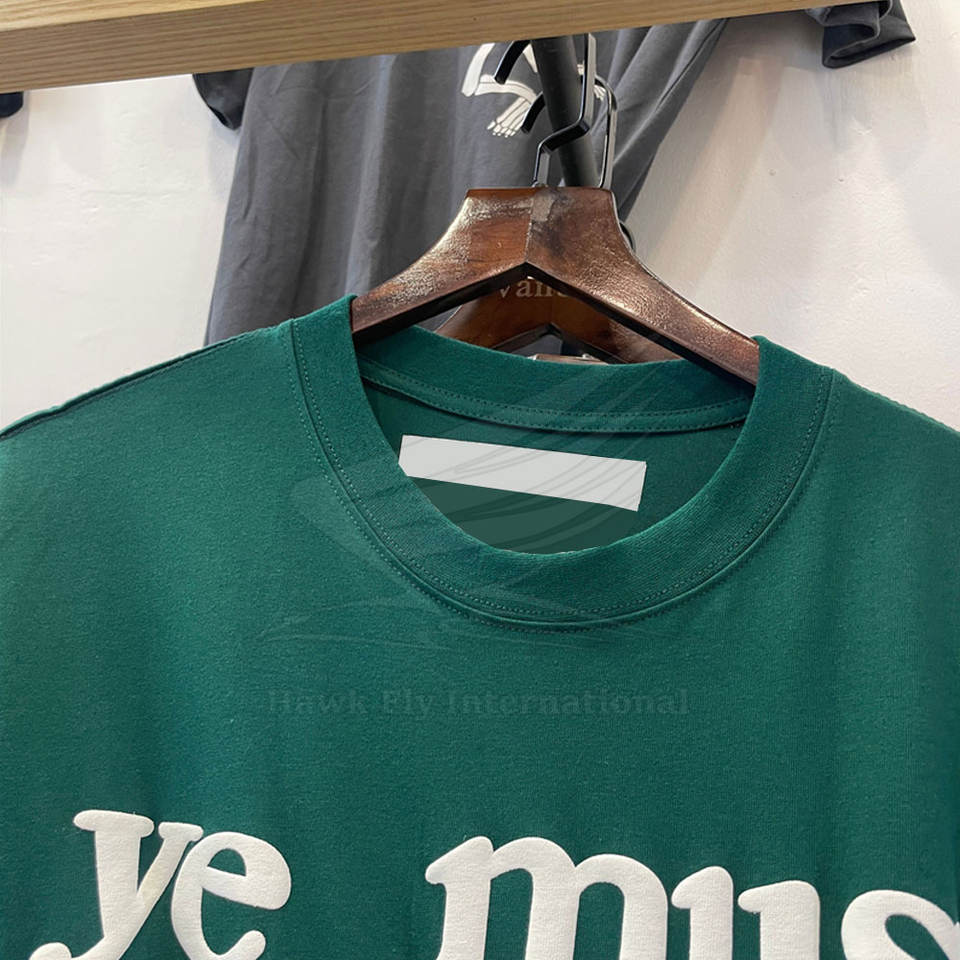 Hawk Fly International
ye mus